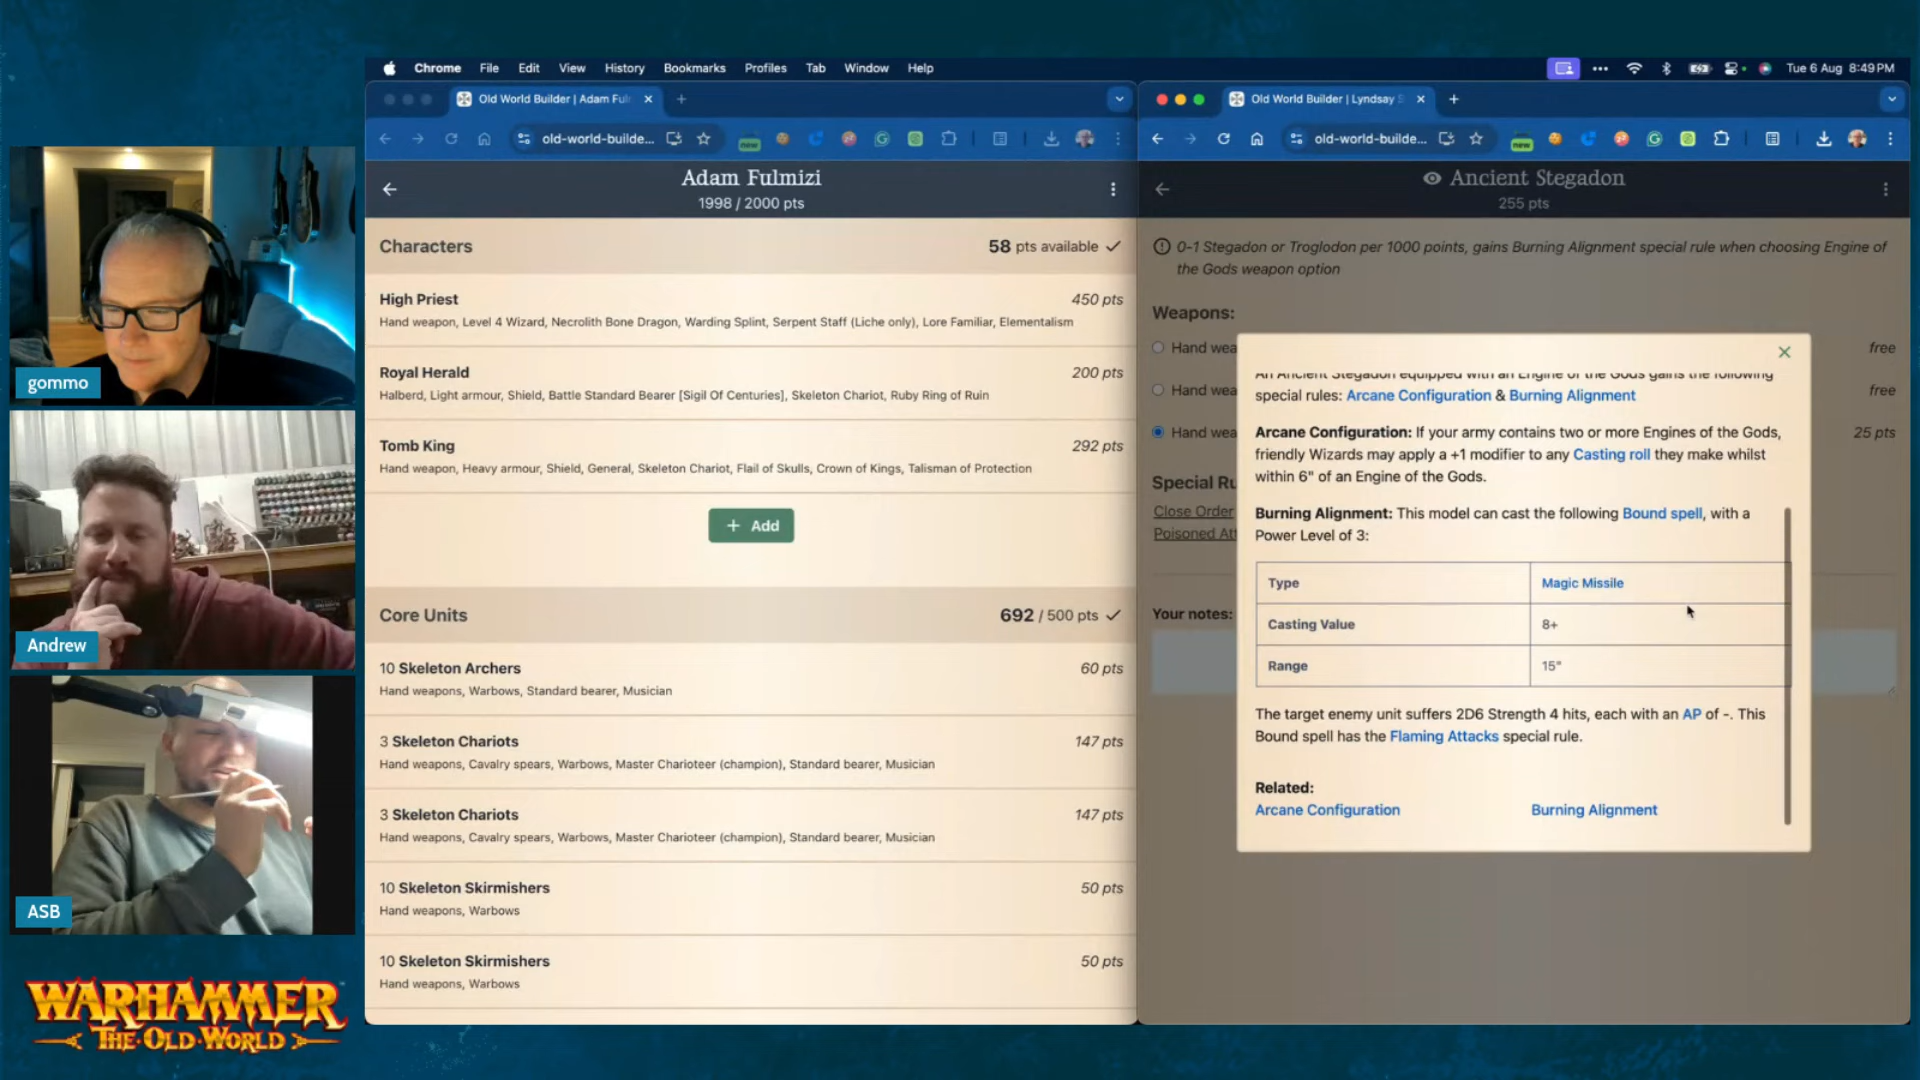 Chrome File Edit View History Bookmarks Profiles Tab Window Help
Tue 6 Aug 8:49 PM
Old World Builder | Adam Ful
Old World Builder | Lyndsay S
old-world-builde...
new
old-world-builde...
new
gommo
Andrew
ASB
WARHAMMER
THE OLD WORLD
Adam Fulmizi
1998 / 2000 pts
Characters
58 pts available
High Priest
450 pts
Hand weapon, Level 4 Wizard, Necrolith Bone Dragon, Warding Splint, Serpent Staff (Liche only), Lore Familiar, Elementalism
Royal Herald
200 pts
Halberd, Light armour, Shield, Battle Standard Bearer [Sigil Of Centuries], Skeleton Chariot, Ruby Ring of Ruin
Tomb King
292 pts
Hand weapon, Heavy armour, Shield, General, Skeleton Chariot, Flail of Skulls, Crown of Kings, Talisman of Protection
+ Add
Core Units
692 / 500 pts
10 Skeleton Archers
60 pts
Hand weapons, Warbows, Standard bearer, Musician
3 Skeleton Chariots
147 pts
Hand weapons, Cavalry spears, Warbows, Master Charioteer (champion), Standard bearer, Musician
3 Skeleton Chariots
147 pts
Hand weapons, Cavalry spears, Warbows, Master Charioteer (champion), Standard bearer, Musician
10 Skeleton Skirmishers
50 pts
Hand weapons, Warbows
10 Skeleton Skirmishers
50 pts
Hand weapons, Warbows
Ancient Stegadon
255 pts
0-1 Stegadon or Troglodon per 1000 points, gains Burning Alignment special rule when choosing Engine of
the Gods weapon option
Weapons:
Hand wea
free
Hand wea
free
Hand wea
25 pts
Special Ru
Close Order
Poisoned Att
Your notes:
An Ancient Stegadon equipped with an Engine of the Gods gains the following
special rules: Arcane Configuration & Burning Alignment
Arcane Configuration: If your army contains two or more Engines of the Gods,
friendly Wizards may apply a +1 modifier to any Casting roll they make whilst
within 6" of an Engine of the Gods.
Burning Alignment: This model can cast the following Bound spell, with a
Power Level of 3:
Type Magic Missile
Casting Value 8+
Range 15"
The target enemy unit suffers 2D6 Strength 4 hits, each with an AP of -. This
Bound spell has the Flaming Attacks special rule.
Related:
Arcane Configuration Burning Alignment